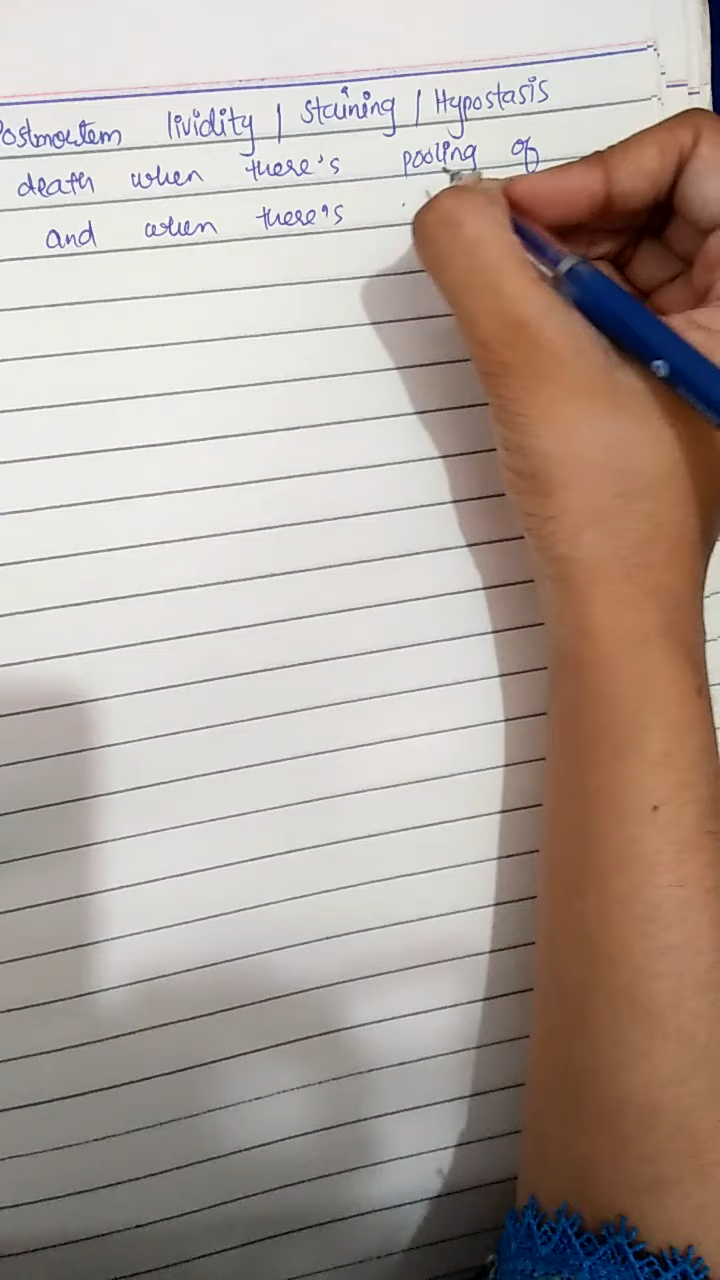 Postmortem lividity / Staining / Hypostasis
death when there's pooling of
and when there's